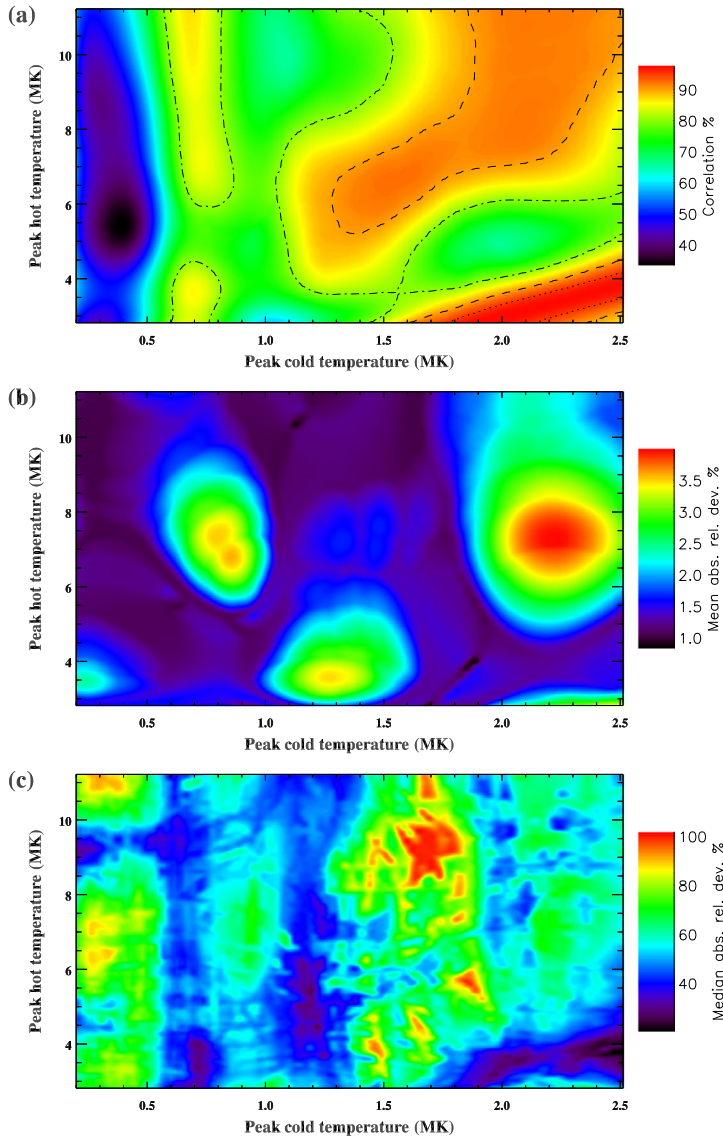 (a)
10
8
6
4
Peak hot temperature (MK)
0.5 1.0 1.5 2.0 2.5
Peak cold temperature (MK)
90
80
70
60
50
40
Correlation %
(b)
10
8
6
4
Peak hot temperature (MK)
0.5 1.0 1.5 2.0 2.5
Peak cold temperature (MK)
3.5
3.0
2.5
2.0
1.5
1.0
Mean abs. rel. dev. %
(c)
10
8
6
4
Peak hot temperature (MK)
0.5 1.0 1.5 2.0 2.5
Peak cold temperature (MK)
100
80
60
40
Median abs. rel. dev. %